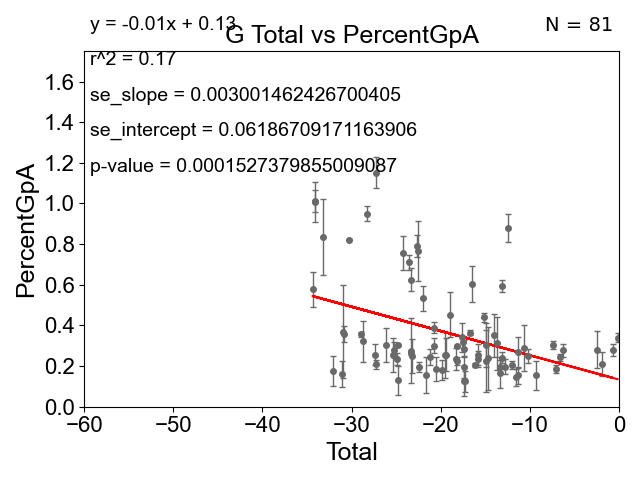 y = -0.01x + 0.13
N = 81
G Total vs PercentGpA
r^2 = 0.17
se_slope = 0.003001462426700405
se_intercept = 0.06186709171163906
p-value = 0.0001527379855009087
PercentGpA
1.6
1.4
1.2
1.0
0.8
0.6
0.4
0.2
0.0
−60 −50 −40 −30 −20 −10 0
Total